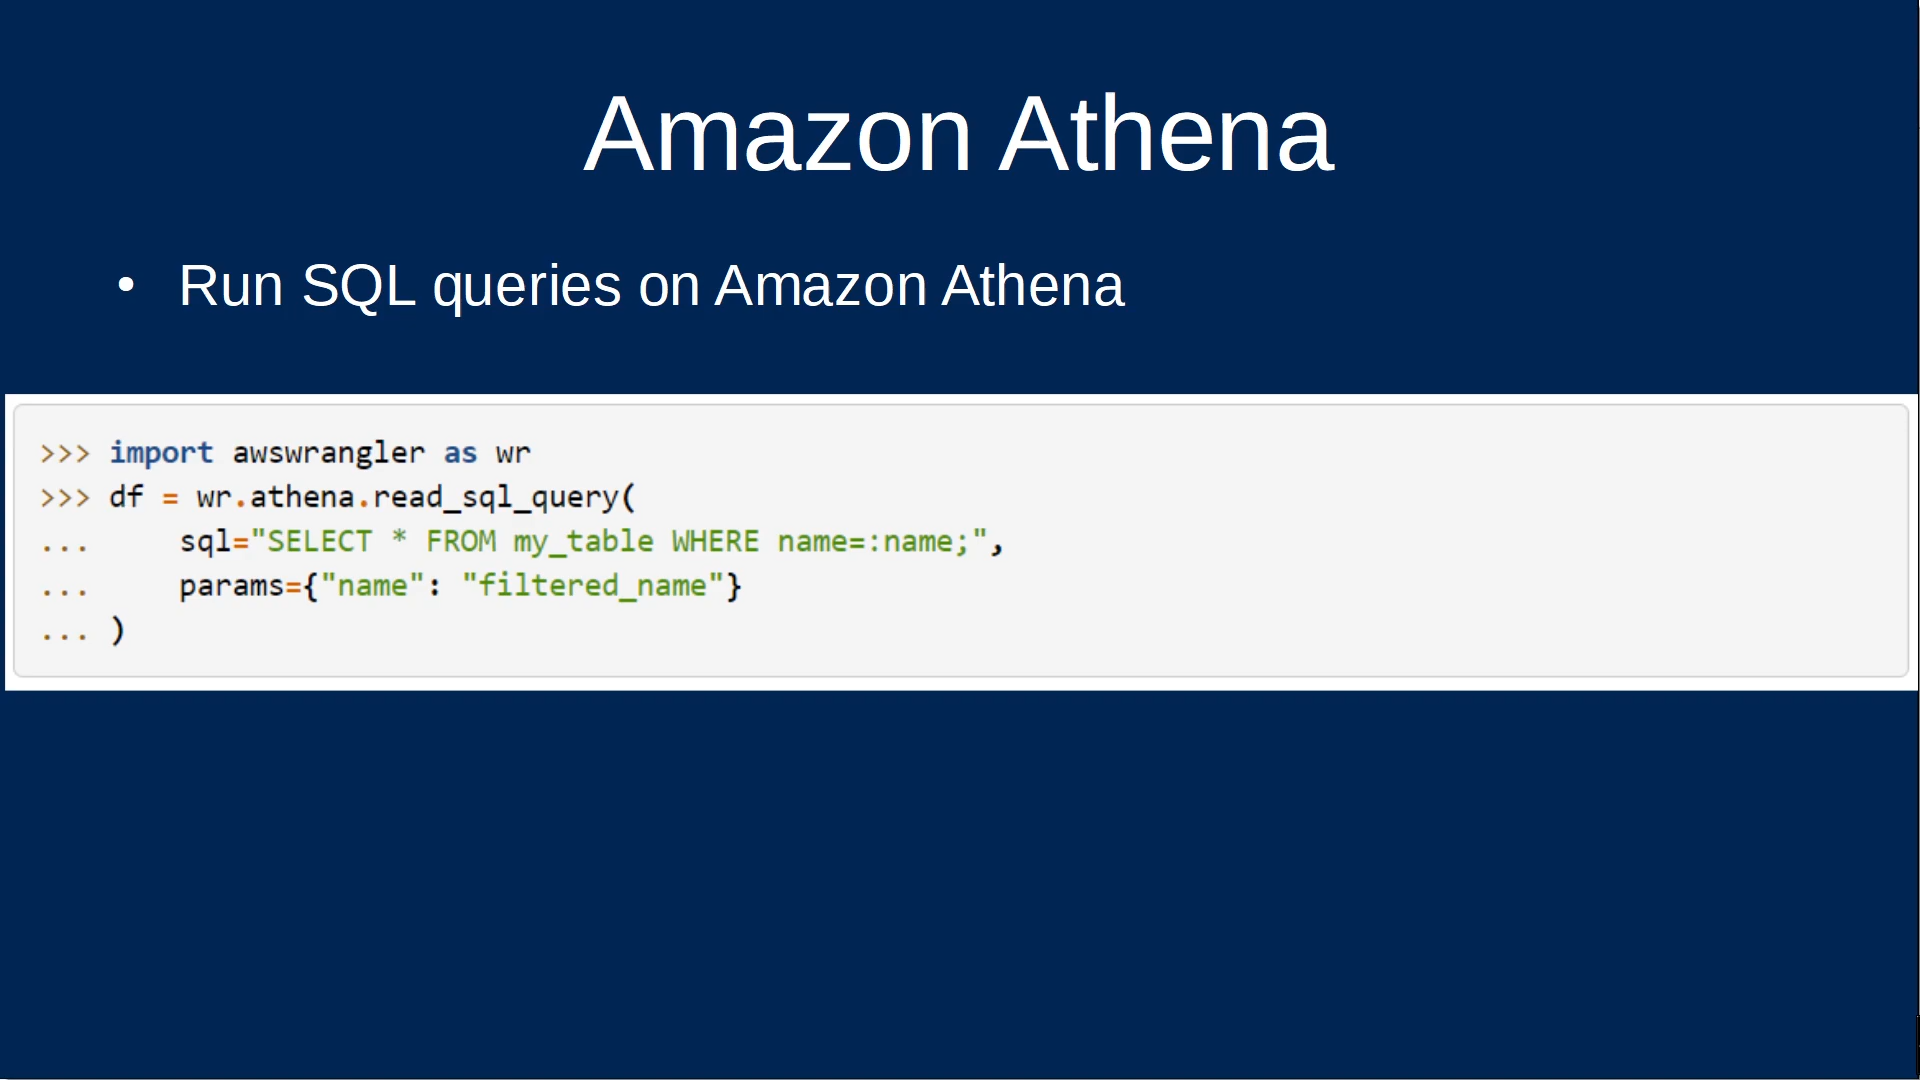 Amazon Athena
• Run SQL queries on Amazon Athena
>>> import awswrangler as wr
>>> df = wr.athena.read_sql_query(
...     sql="SELECT * FROM my_table WHERE name=:name;",
...     params={"name": "filtered_name"}
... )